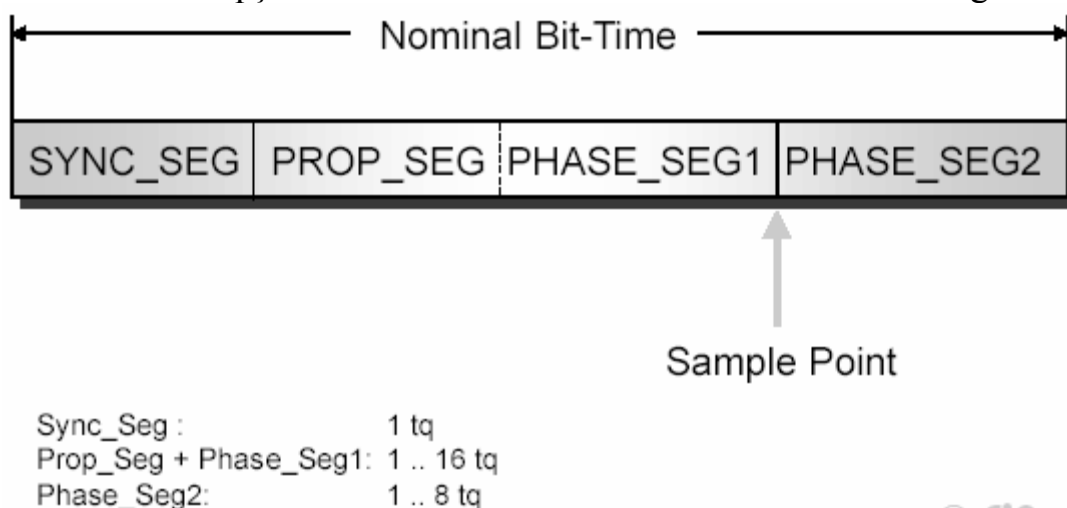 Nominal Bit-Time
SYNC_SEG PROP_SEG PHASE_SEG1 PHASE_SEG2
Sample Point
Sync_Seg : 1 tq
Prop_Seg + Phase_Seg1: 1 .. 16 tq
Phase_Seg2: 1 .. 8 tq